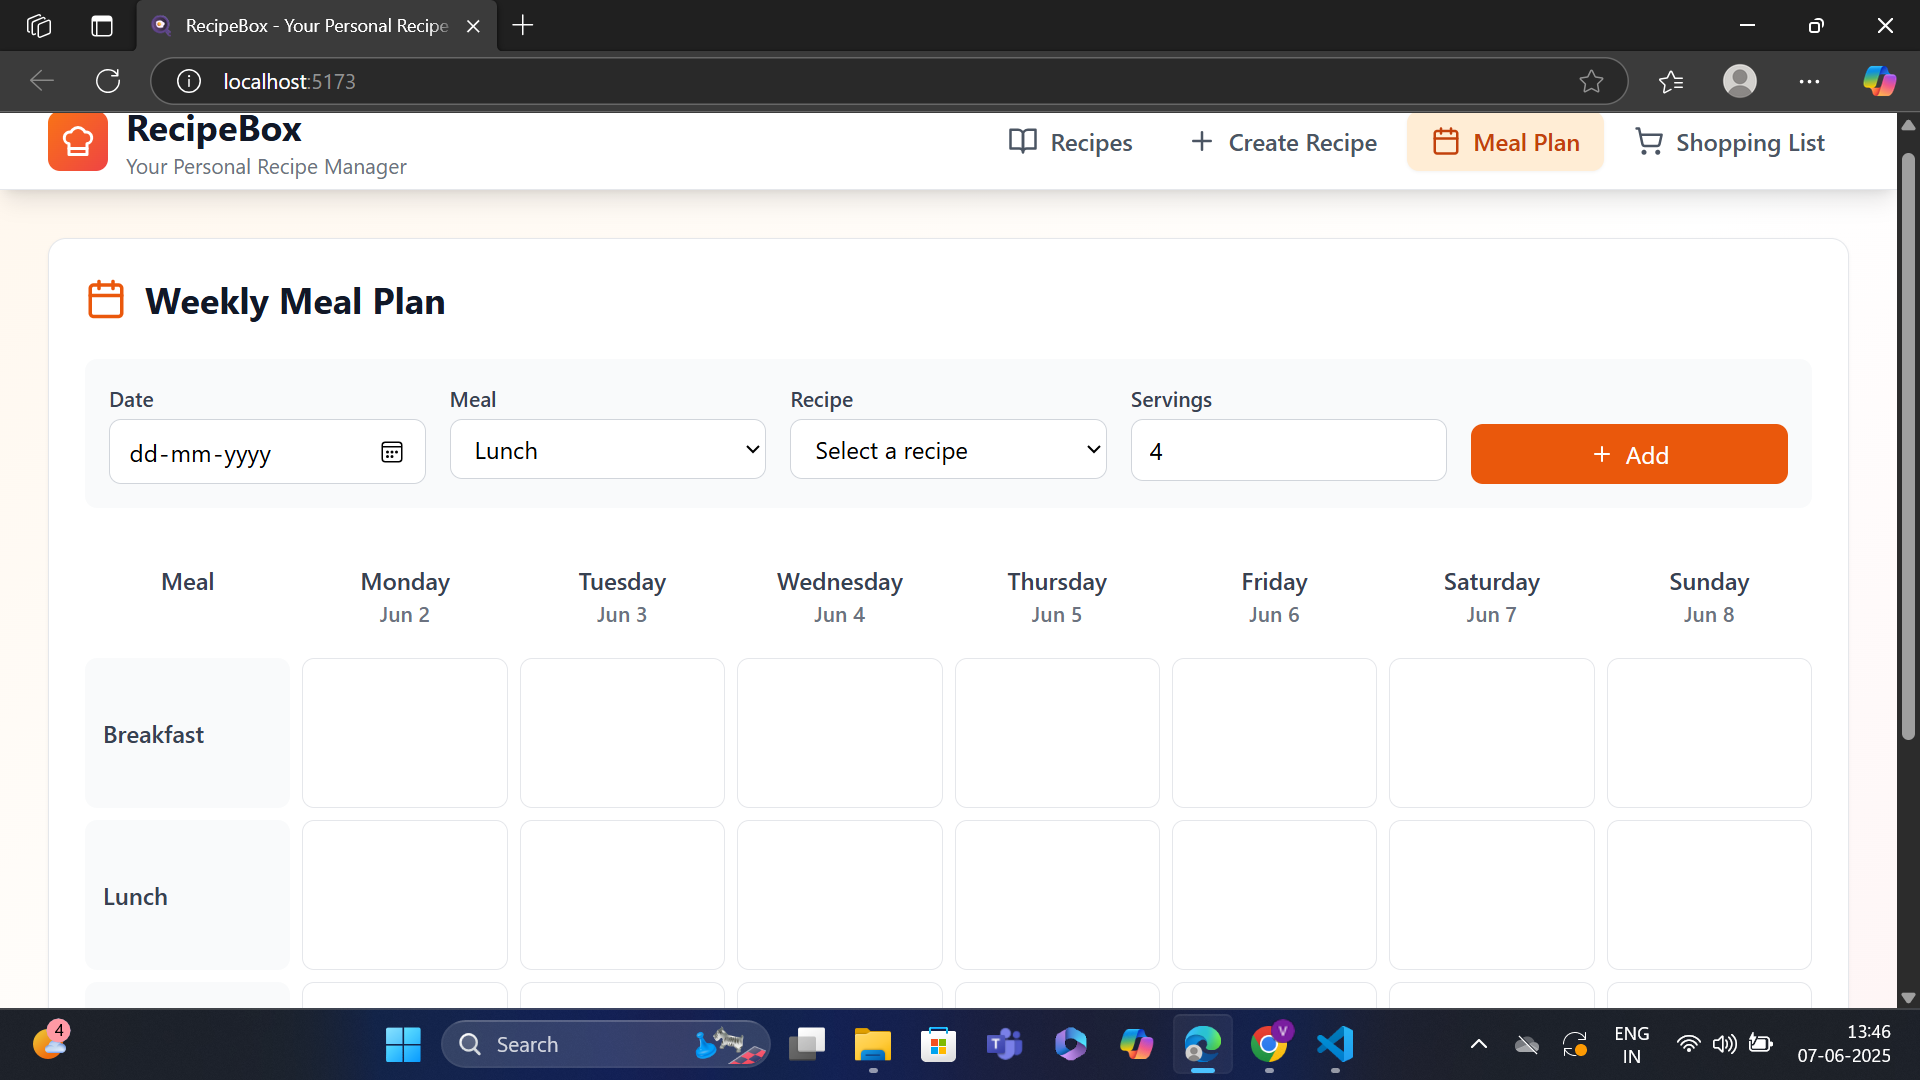 RecipeBox - Your Personal Recipe
localhost:5173
RecipeBox
Your Personal Recipe Manager
Recipes
Create Recipe
Meal Plan
Shopping List
Weekly Meal Plan
Date
Meal
Recipe
Servings
dd-mm-yyyy
Lunch
Select a recipe
4
+ Add
Meal
Monday
Tuesday
Wednesday
Thursday
Friday
Saturday
Sunday
Jun 2
Jun 3
Jun 4
Jun 5
Jun 6
Jun 7
Jun 8
Breakfast
Lunch
4
Search
V
ENG
IN
13:46
07-06-2025